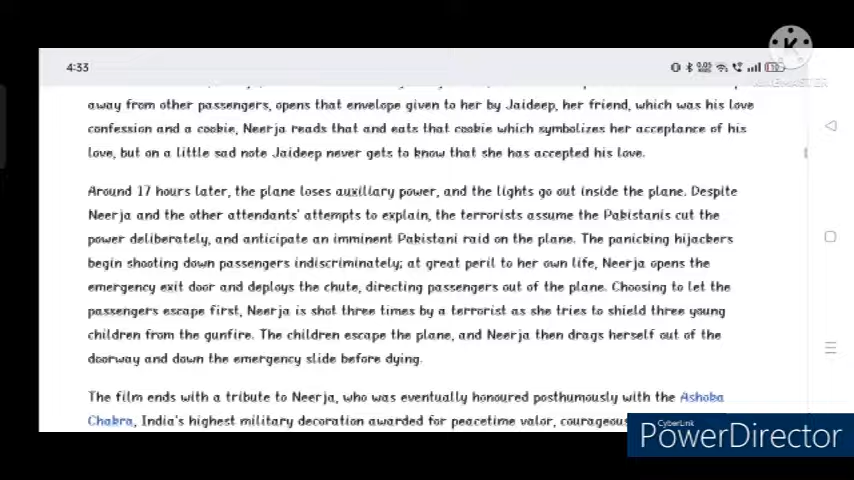 4:33
away from other passengers, opens that envelope given to her by Jaideep, her friend, which was his love
confession and a cookie, Neerja reads that and eats that cookie which symbolizes her acceptance of his
love, but on a little sad note Jaideep never gets to know that she has accepted his love.
Around 17 hours later, the plane loses auxiliary power, and the lights go out inside the plane. Despite
Neerja and the other attendants' attempts to explain, the terrorists assume the Pakistanis cut the
power deliberately, and anticipate an imminent Pakistani raid on the plane. The panicking hijackers
begin shooting down passengers indiscriminately; at great peril to her own life, Neerja opens the
emergency exit door and deploys the chute, directing passengers out of the plane. Choosing to let the
passengers escape first, Neerja is shot three times by a terrorist as she tries to shield three young
children from the gunfire. The children escape the plane, and Neerja then drags herself out of the
doorway and down the emergency slide before dying.
The film ends with a tribute to Neerja, who was eventually honoured posthumously with the Ashoka
Chakra, India's highest military decoration awarded for peacetime valor, courageous
CyberLink
PowerDirector